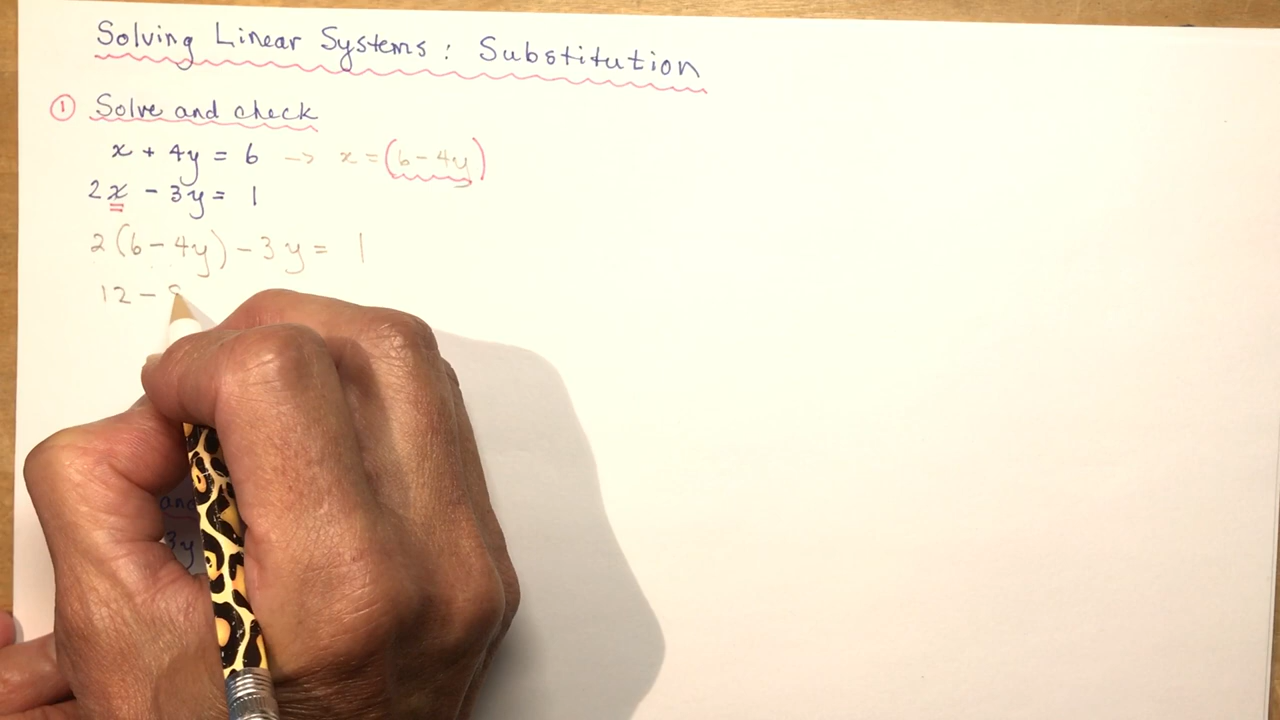 Solving Linear Systems : Substitution
① Solve and check
x + 4y = 6 -> x = (6 - 4y)
2x - 3y = 1
2(6 - 4y) - 3y = 1
12 -
3y